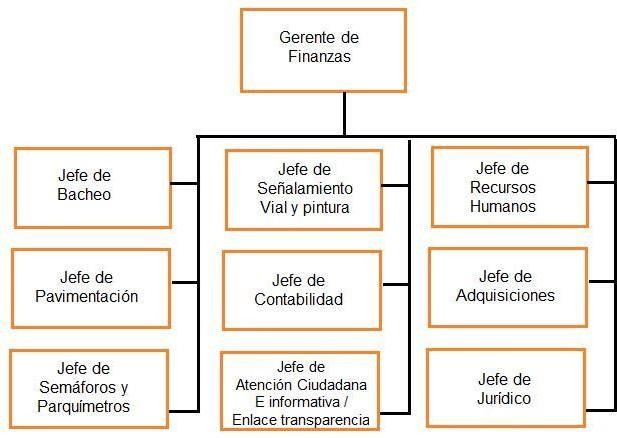 Gerente de
Finanzas
Jefe de
Bacheo
Jefe de
Señalamiento
Vial y pintura
Jefe de
Recursos
Humanos
Jefe de
Pavimentación
Jefe de
Contabilidad
Jefe de
Adquisiciones
Jefe de
Semáforos y
Parquímetros
Jefe de
Atención Ciudadana
E informativa /
Enlace transparencia
Jefe de
Jurídico